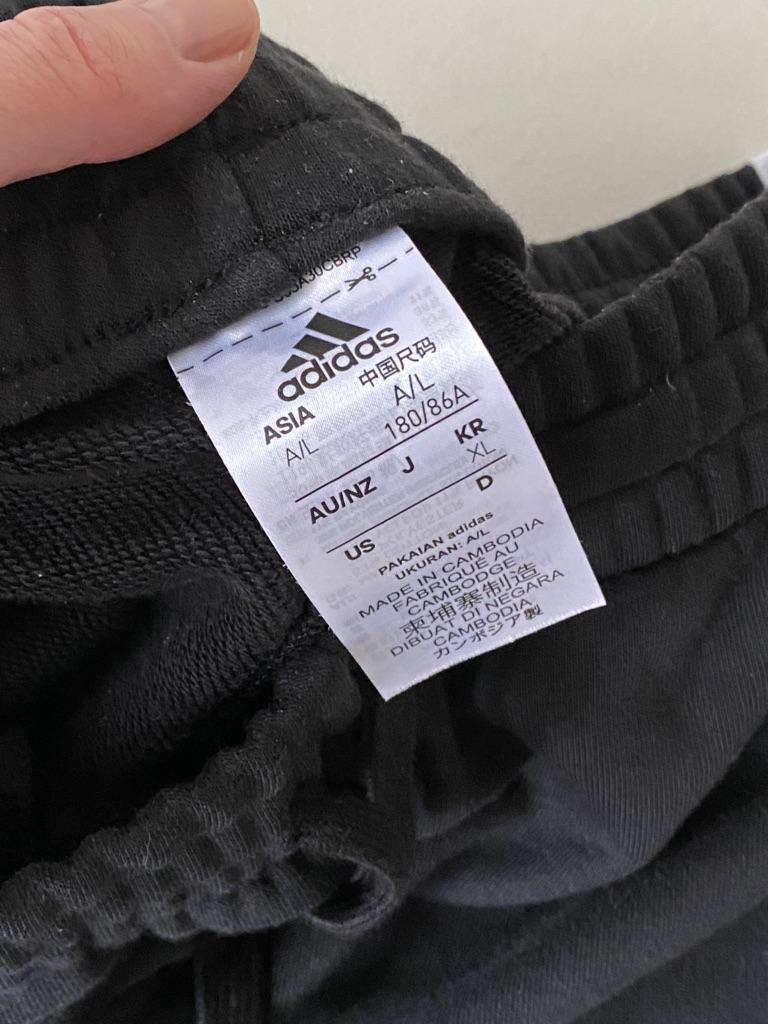 adidas
中国尺码
ASIA A/L
A/L 180/86A
AU/NZ J KR
XL
US D
PAKAIAN adidas
UKURAN: A/L
MADE IN CAMBODIA
FABRIQUÉ AU
CAMBODGE
柬埔寨制造
DIBUAT DI NEGARA
CAMBODIA
カンボジア製